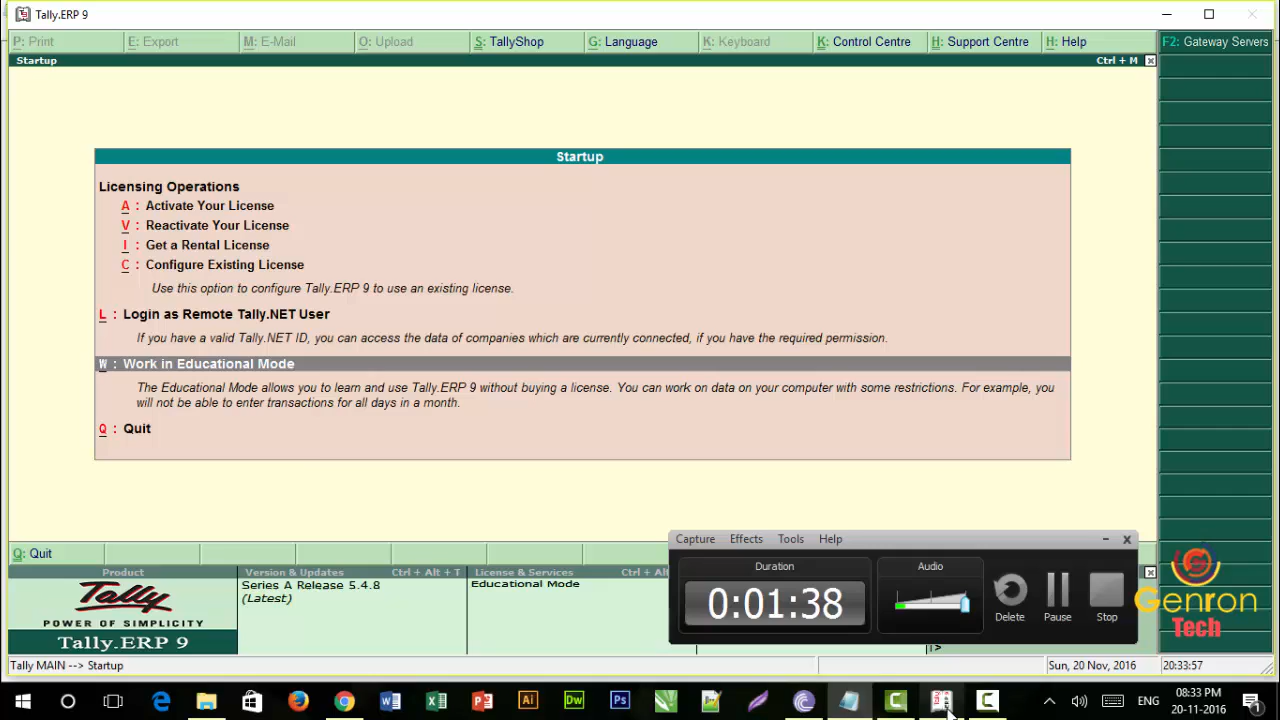 Tally.ERP 9
P: Print E: Export M: E-Mail O: Upload S: TallyShop G: Language K: Keyboard K: Control Centre H: Support Centre H: Help F2: Gateway Servers
Startup Ctrl + M
Startup
Licensing Operations
A : Activate Your License
V : Reactivate Your License
I : Get a Rental License
C : Configure Existing License
Use this option to configure Tally.ERP 9 to use an existing license.
L : Login as Remote Tally.NET User
If you have a valid Tally.NET ID, you can access the data of companies which are currently connected, if you have the required permission.
W : Work in Educational Mode
The Educational Mode allows you to learn and use Tally.ERP 9 without buying a license. You can work on data on your computer with some restrictions. For example, you
will not be able to enter transactions for all days in a month.
Q : Quit
Q: Quit
Product Version & Updates Ctrl + Alt + T License & Services Ctrl + Al
Tally
POWER OF SIMPLICITY
Tally.ERP 9
Series A Release 5.4.8
(Latest)
Educational Mode
Capture Effects Tools Help
Duration Audio
0:01:38
Delete Pause Stop
Genron
Tech
Tally MAIN --> Startup Sun, 20 Nov, 2016 20:33:57
ENG 08:33 PM
20-11-2016